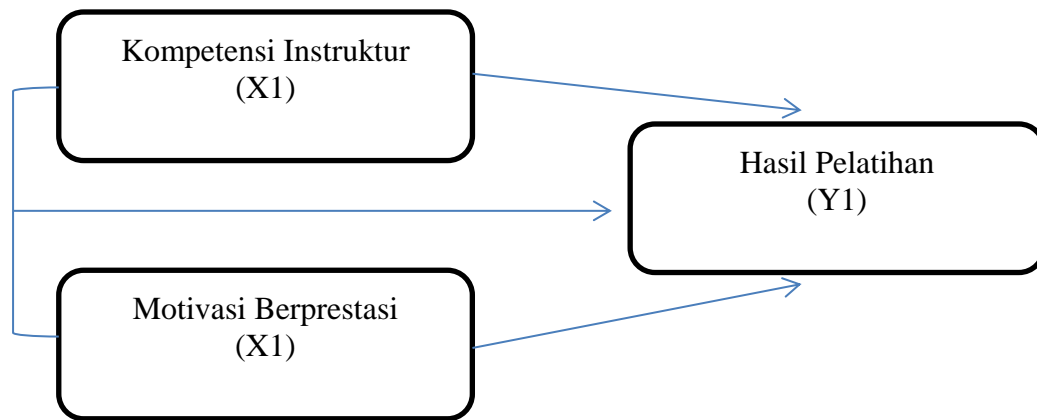 Kompetensi Instruktur
(X1)
Hasil Pelatihan
(Y1)
Motivasi Berprestasi
(X1)